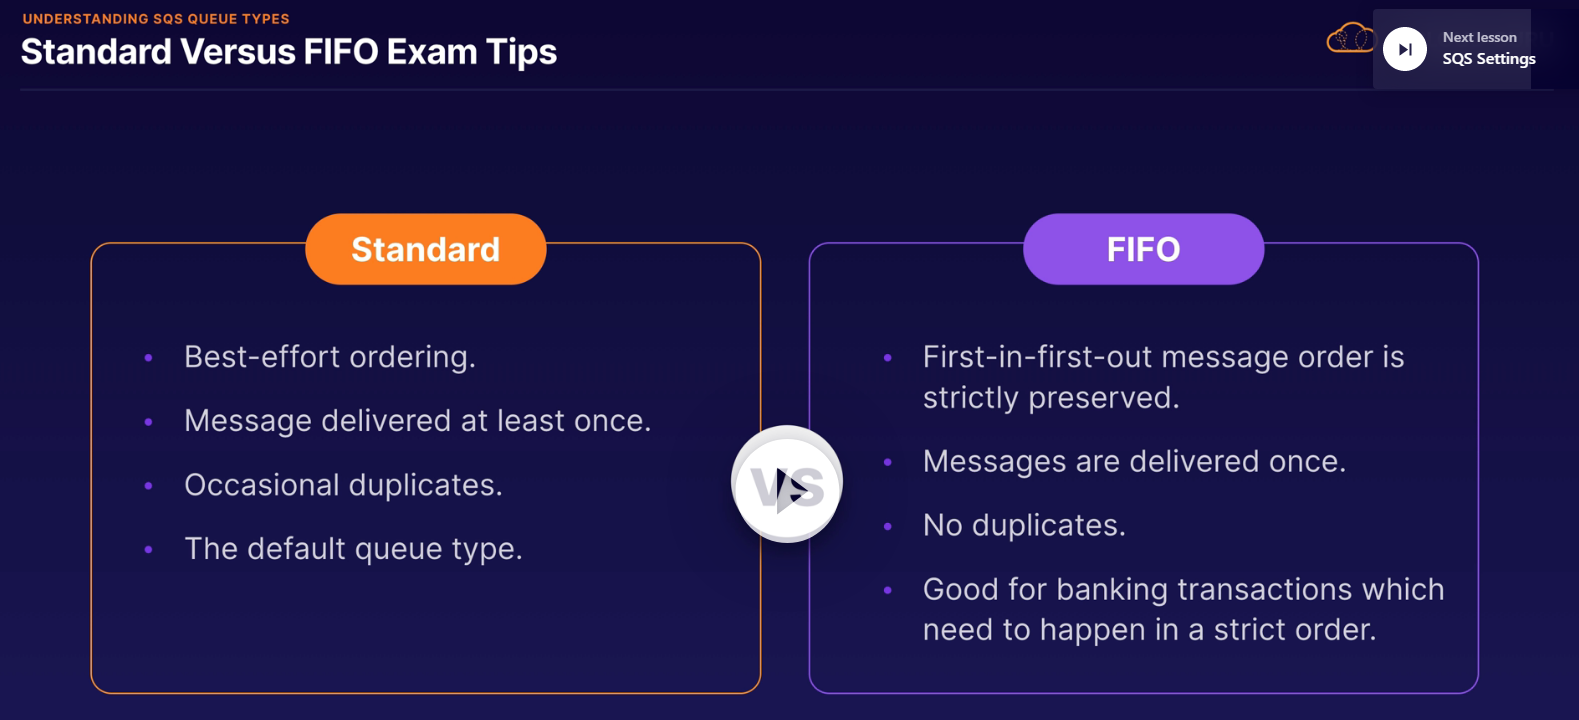 UNDERSTANDING SQS QUEUE TYPES
Standard Versus FIFO Exam Tips
Next lesson
SQS Settings
Standard
• Best-effort ordering.
• Message delivered at least once.
• Occasional duplicates.
• The default queue type.
VS
FIFO
• First-in-first-out message order is
strictly preserved.
• Messages are delivered once.
• No duplicates.
• Good for banking transactions which
need to happen in a strict order.